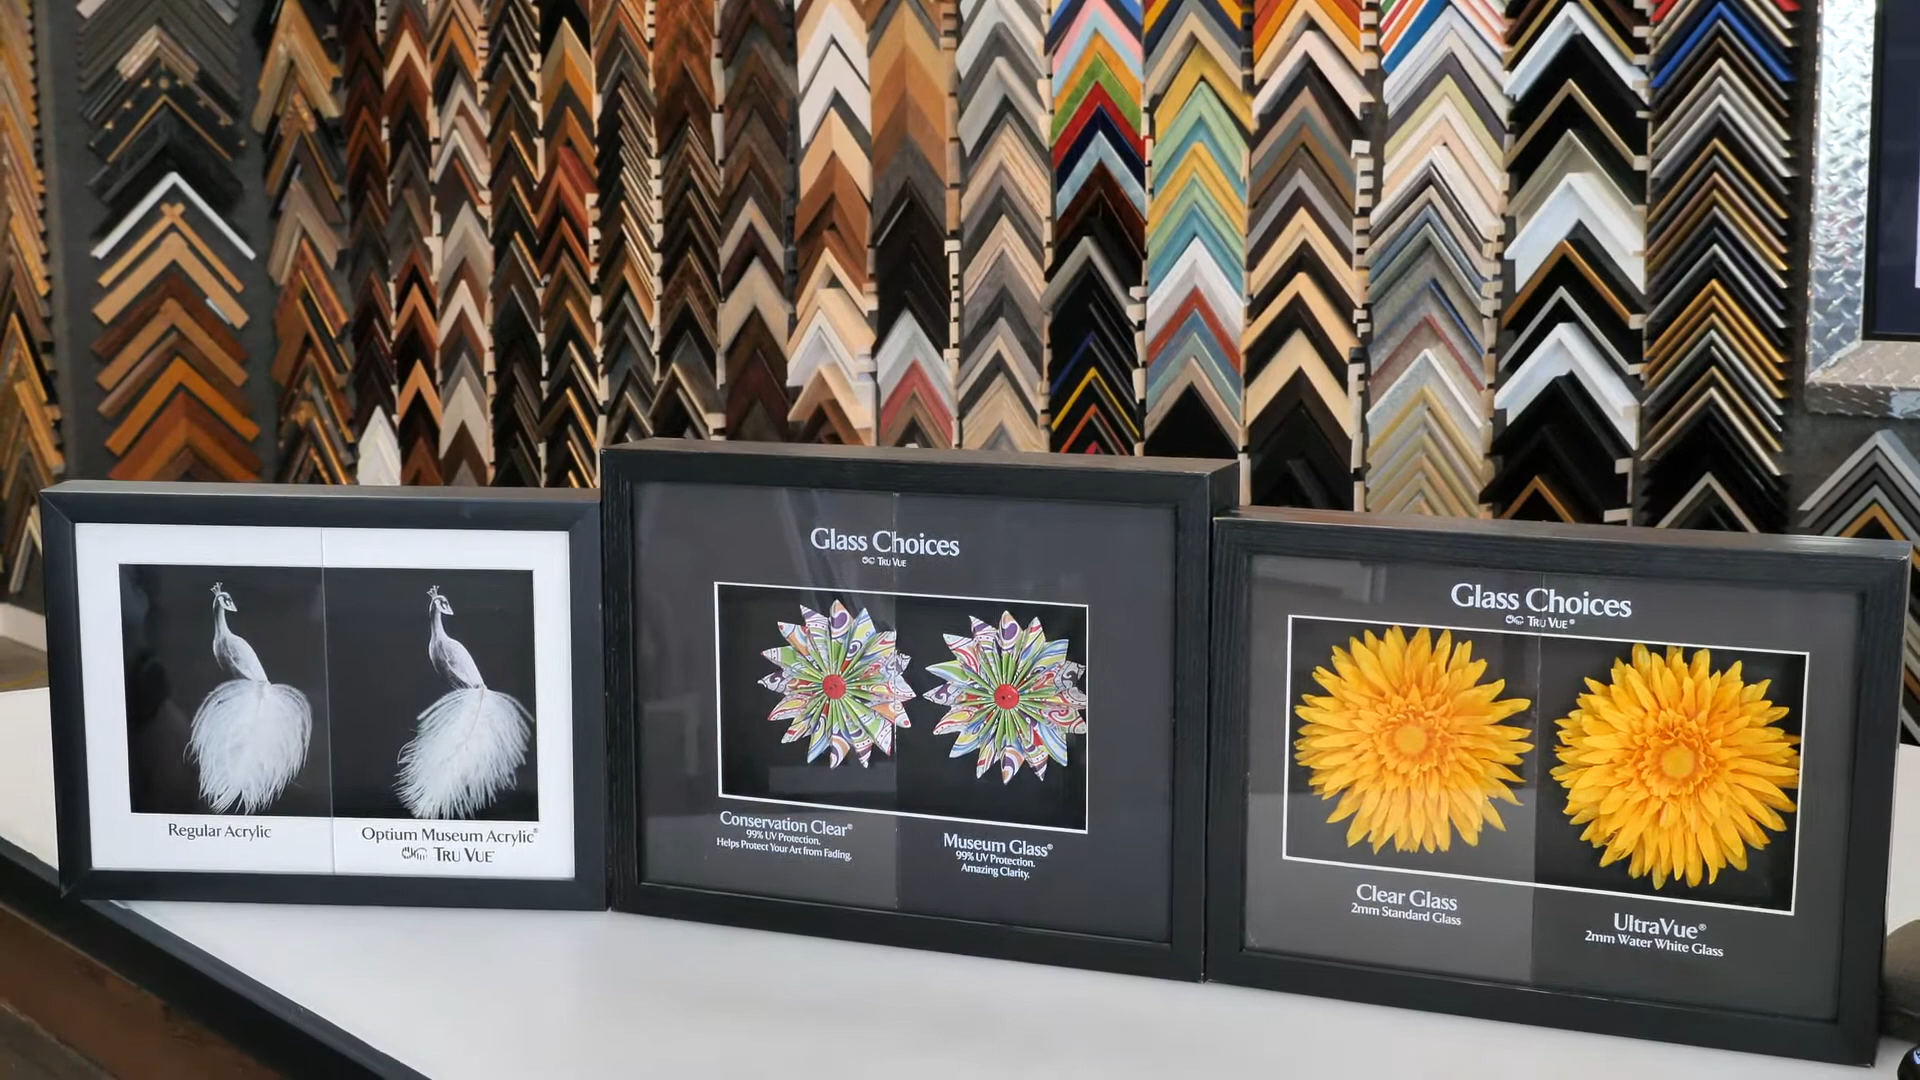 Regular Acrylic
Optium Museum Acrylic®
TRU VUE
Glass Choices
TRU VUE
Conservation Clear®
99% UV Protection.
Helps Protect Your Art from Fading.
Museum Glass®
99% UV Protection.
Amazing Clarity.
Glass Choices
TRU VUE®
Clear Glass
2mm Standard Glass
UltraVue®
2mm Water White Glass